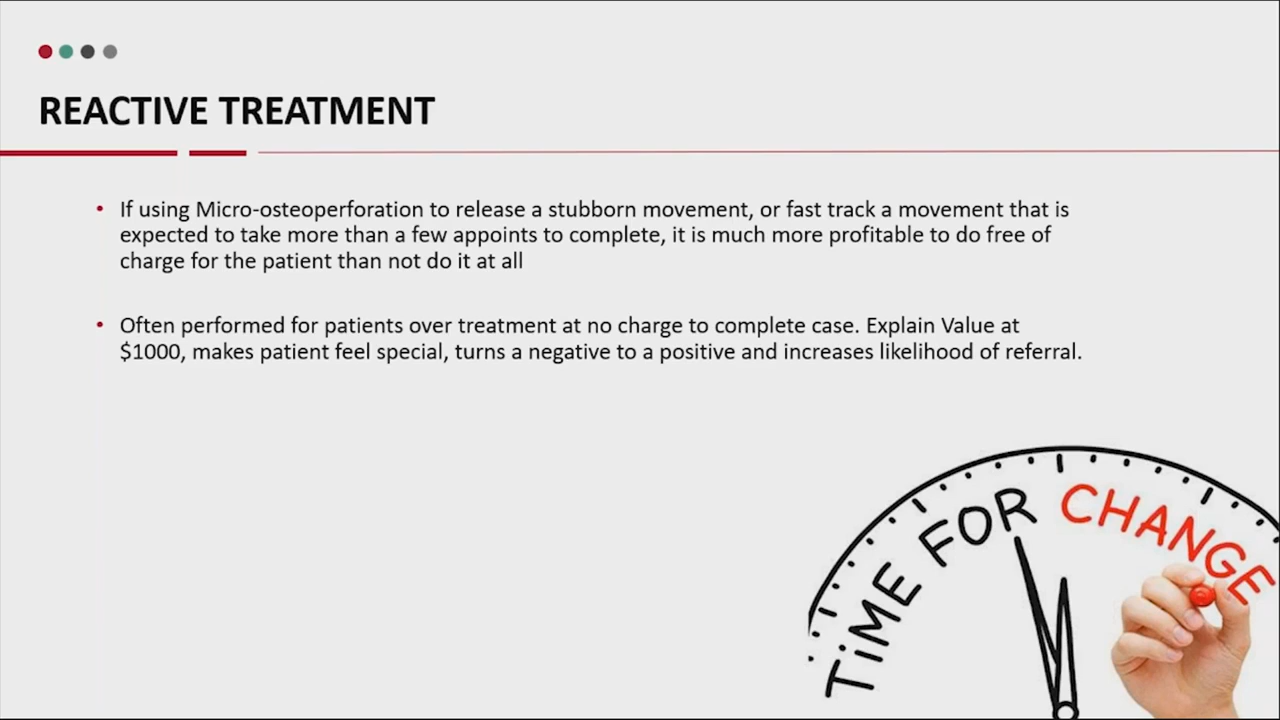 REACTIVE TREATMENT
• If using Micro-osteoperforation to release a stubborn movement, or fast track a movement that is
expected to take more than a few appoints to complete, it is much more profitable to do free of
charge for the patient than not do it at all
• Often performed for patients over treatment at no charge to complete case. Explain Value at
$1000, makes patient feel special, turns a negative to a positive and increases likelihood of referral.
TiME FOR CHANGE